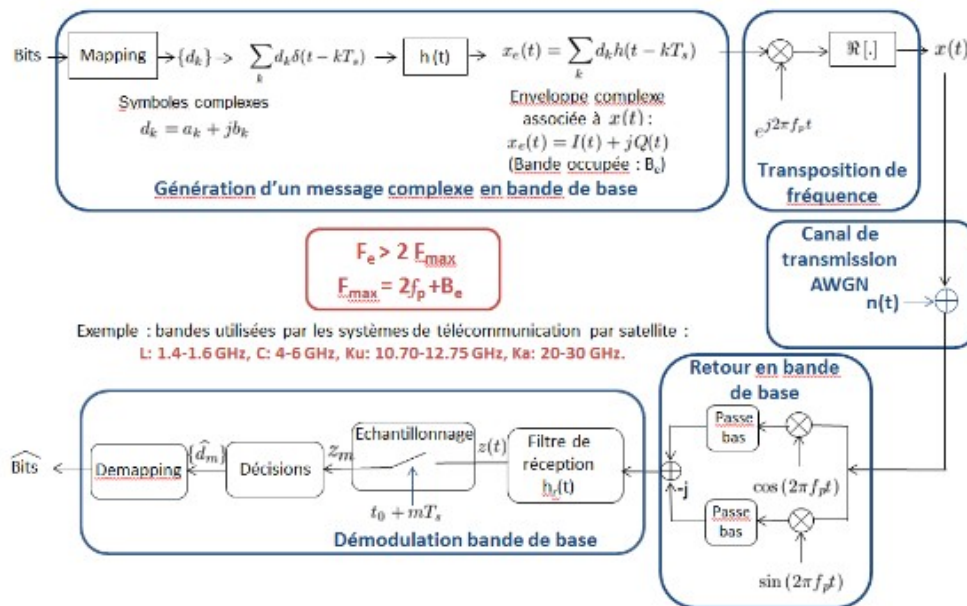 Bits
Mapping
{d_k}
∑_k d_k δ(t − kT_s)
h (t)
x_e(t) = ∑_k d_k h(t − kT_s)
ℜ[.]
x(t)
Symboles complexes
d_k = a_k + jb_k
Enveloppe complexe
associée à x(t) :
x_e(t) = I(t) + jQ(t)
(Bande occupée : B_e)
e^{j2πf_p t}
Génération d'un message complexe en bande de base
Transposition de
fréquence
F_e > 2 F_max
F_max = 2f_p + B_e
Canal de
transmission
AWGN
n(t)
Exemple : bandes utilisées par les systèmes de télécommunication par satellite :
L: 1.4-1.6 GHz, C: 4-6 GHz, Ku: 10.70-12.75 GHz, Ka: 20-30 GHz.
Retour en bande
de base
Passe
bas
cos (2πf_p t)
-j
Passe
bas
sin (2πf_p t)
Bits
Demapping
{d̂_m}
Décisions
z_m
Echantillonnage
t_0 + mT_s
z(t)
Filtre de
réception
h_r(t)
Démodulation bande de base